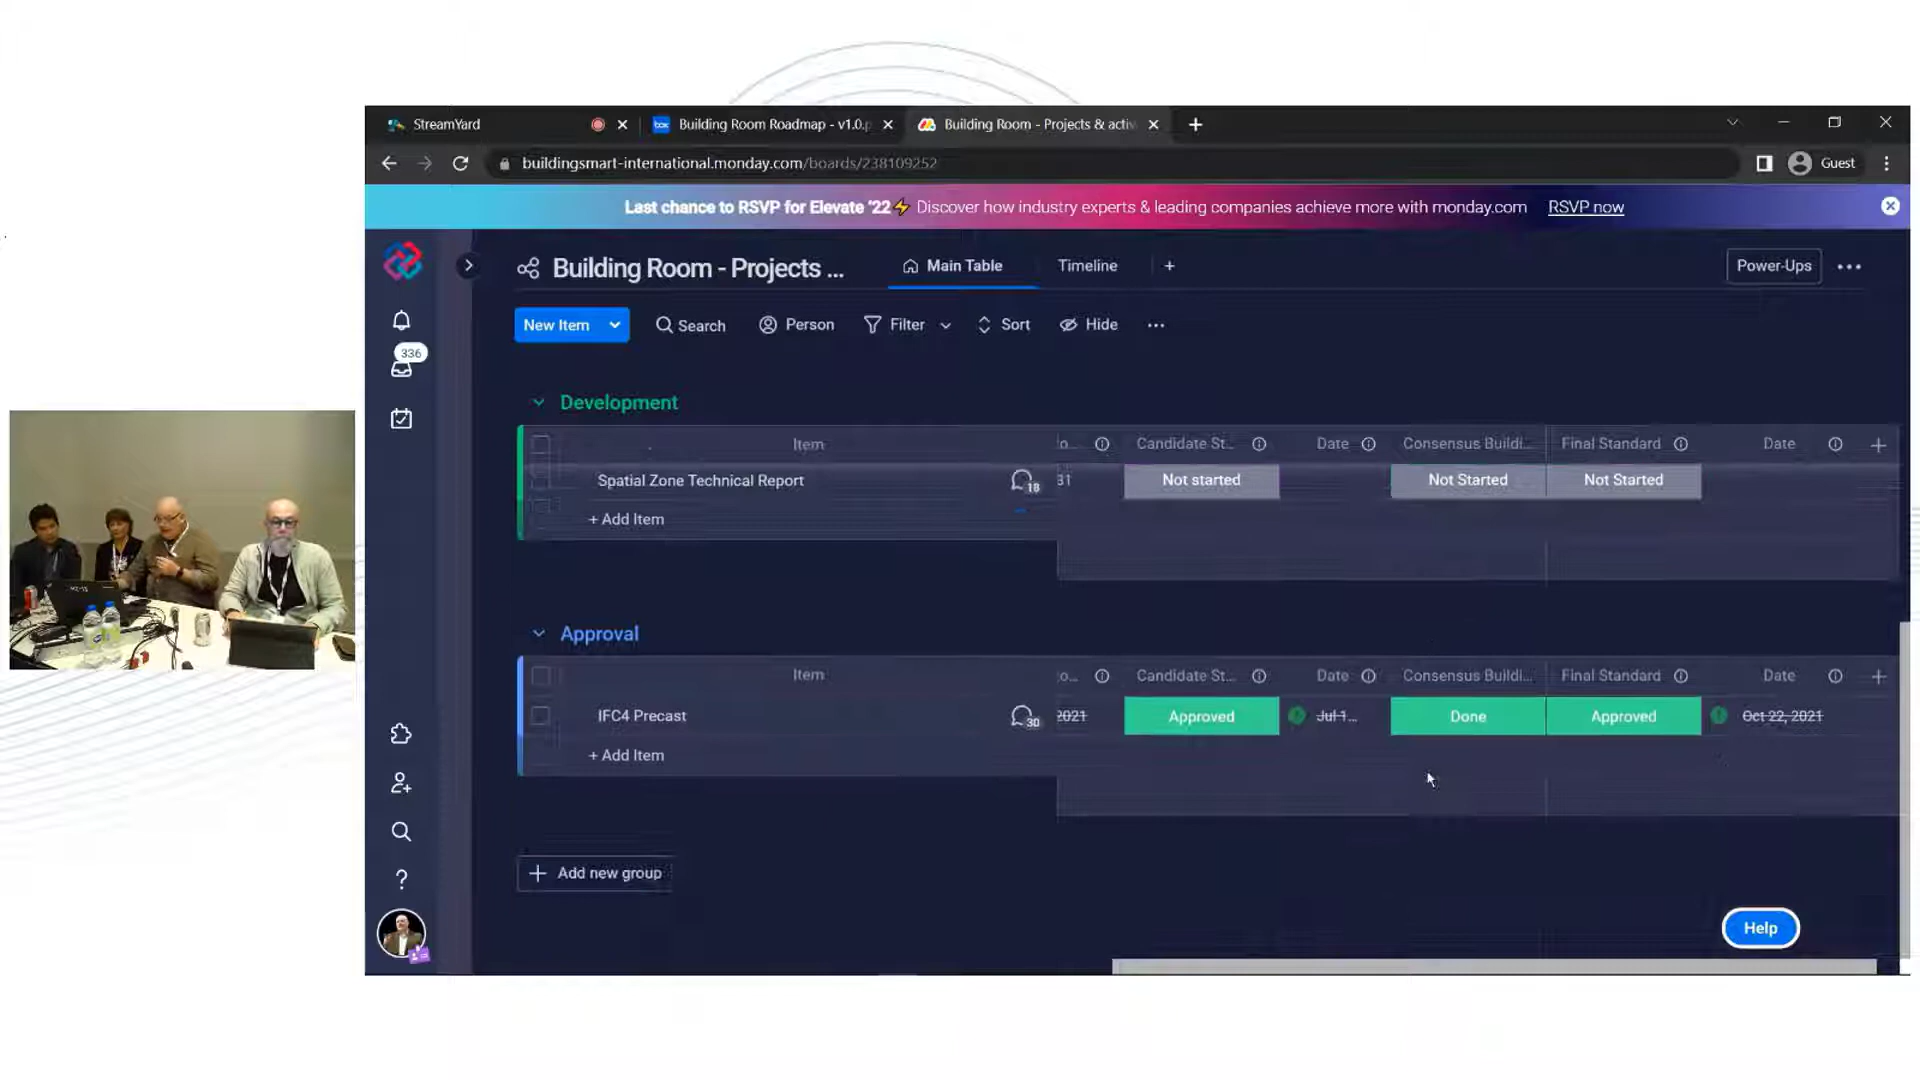 StreamYard
Building Room Roadmap - v1.0.p
Building Room - Projects & activ
buildingsmart-international.monday.com/boards/238109252
Guest
Last chance to RSVP for Elevate '22⚡ Discover how industry experts & leading companies achieve more with monday.com RSVP now
Building Room - Projects ...
Main Table
Timeline
+
Power-Ups
New Item
Search
Person
Filter
Sort
Hide
336
Development
Item
o...
Candidate St...
Date
Consensus Buildi...
Final Standard
Date
Spatial Zone Technical Report
18
31
Not started
Not Started
Not Started
+ Add Item
Approval
Item
o...
Candidate St...
Date
Consensus Buildi...
Final Standard
Date
IFC4 Precast
30
2021
Approved
Jul 1...
Done
Approved
Oct 22, 2021
+ Add Item
+ Add new group
Help